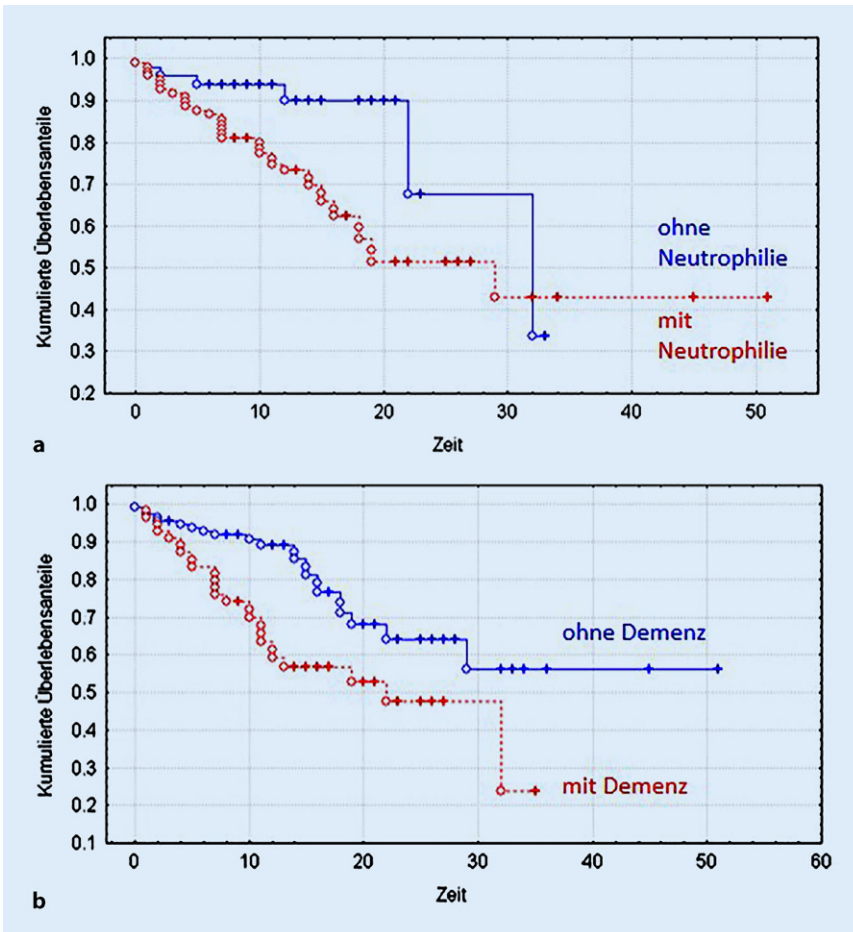 1.0
0.9
0.8
0.7
0.6
0.5
0.4
0.3
0.2
Kumulierte Überlebensanteile
ohne
Neutrophilie
mit
Neutrophilie
0 10 20 30 40 50
Zeit
a
1.0
0.9
0.8
0.7
0.6
0.5
0.4
0.3
0.2
0.1
Kumulierte Überlebensanteile
ohne Demenz
mit Demenz
0 10 20 30 40 50 60
Zeit
b